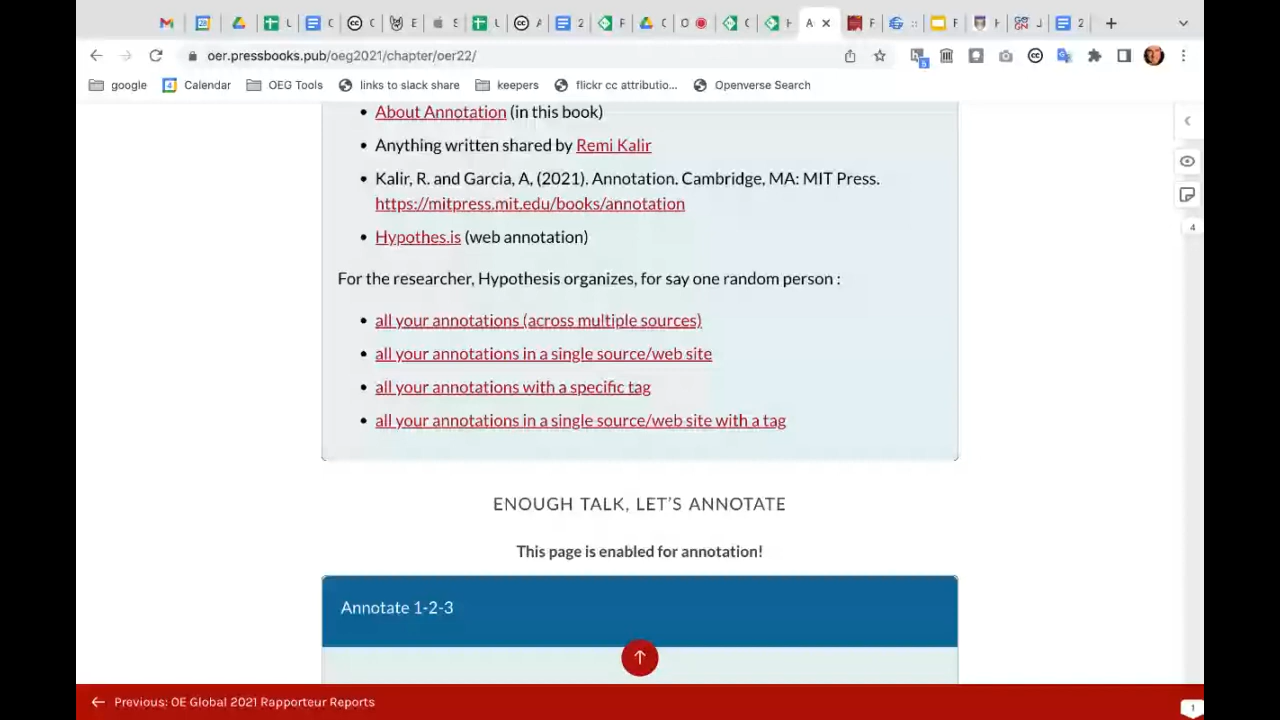 L
C
C
E
S
L
A
2
F
C
O
C
H
A
F
::
F
F
J
2
oer.pressbooks.pub/oeg2021/chapter/oer22/
google
Calendar
OEG Tools
links to slack share
keepers
flickr cc attributio...
Openverse Search
• About Annotation (in this book)
• Anything written shared by Remi Kalir
• Kalir, R. and Garcia, A, (2021). Annotation. Cambridge, MA: MIT Press.
https://mitpress.mit.edu/books/annotation
• Hypothes.is (web annotation)
For the researcher, Hypothesis organizes, for say one random person :
• all your annotations (across multiple sources)
• all your annotations in a single source/web site
• all your annotations with a specific tag
• all your annotations in a single source/web site with a tag
4
ENOUGH TALK, LET’S ANNOTATE
This page is enabled for annotation!
Annotate 1-2-3
← Previous: OE Global 2021 Rapporteur Reports
1